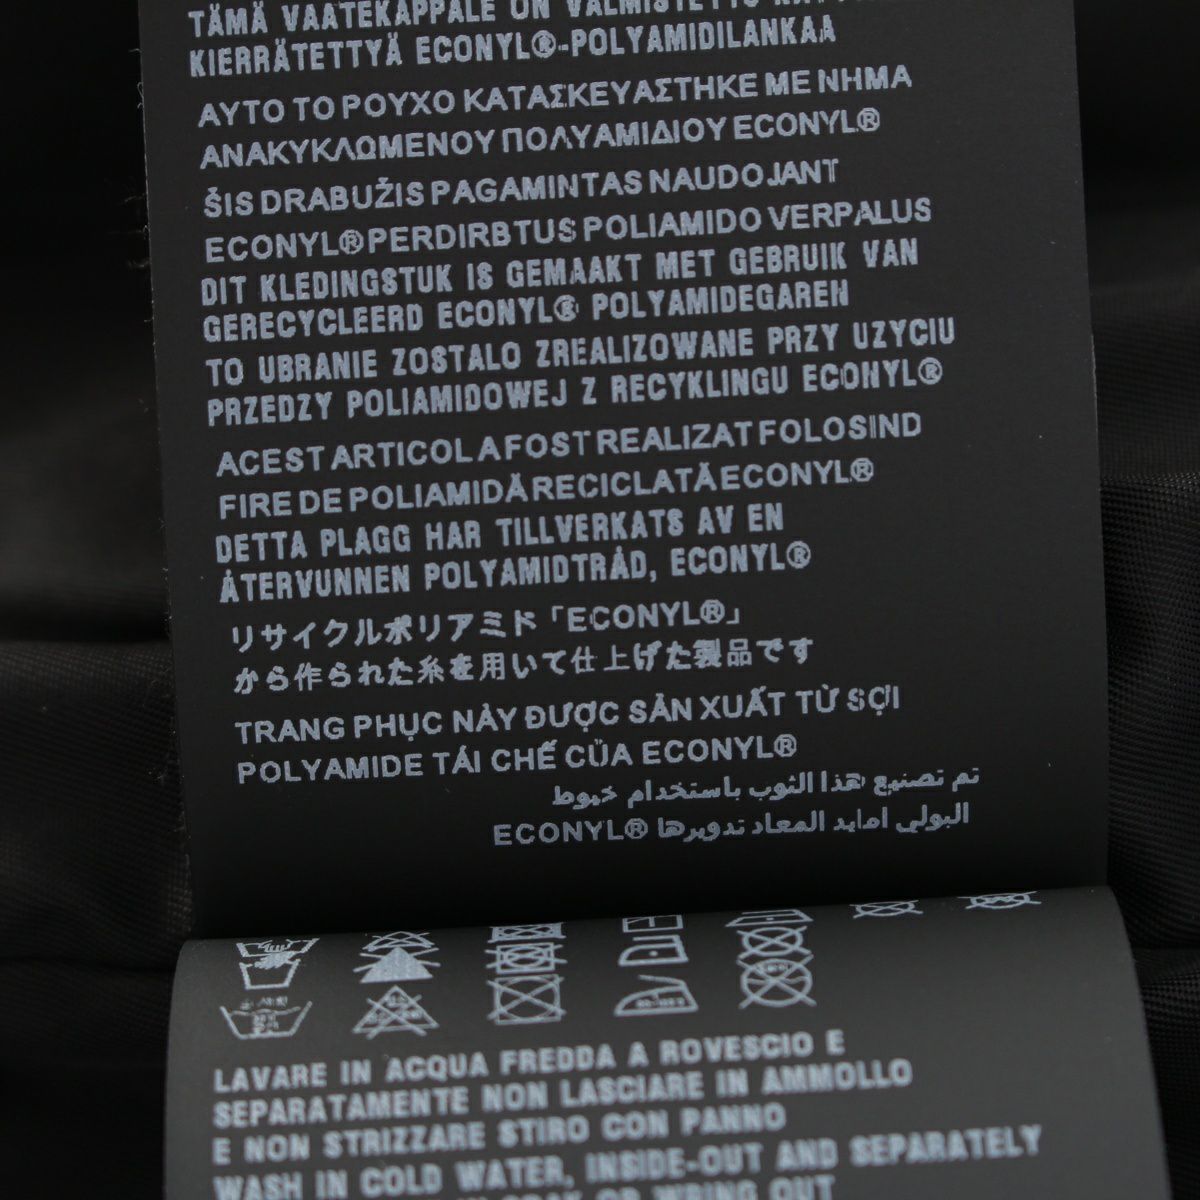 TÄMÄ VAATEKAPPALE ON VALMISTETTU
KIERRÄTETTYÄ ECONYL®-POLYAMIDILANKAA
ΑΥΤΟ ΤΟ ΡΟΥΧΟ ΚΑΤΑΣΚΕΥΑΣΤΗΚΕ ΜΕ ΝΗΜΑ
ΑΝΑΚΥΚΛΩΜΕΝΟΥ ΠΟΛΥΑΜΙΔΙΟΥ ECONYL®
ŠIS DRABUŽIS PAGAMINTAS NAUDOJANT
ECONYL® PERDIRBTUS POLIAMIDO VERPALUS
DIT KLEDINGSTUK IS GEMAAKT MET GEBRUIK VAN
GERECYCLEERD ECONYL® POLYAMIDEGAREN
TO UBRANIE ZOSTALO ZREALIZOWANE PRZY UZYCIU
PRZEDZY POLIAMIDOWEJ Z RECYKLINGU ECONYL®
ACEST ARTICOL A FOST REALIZAT FOLOSIND
FIRE DE POLIAMIDĂ RECICLATĂ ECONYL®
DETTA PLAGG HAR TILLVERKATS AV EN
ÅTERVUNNEN POLYAMIDTRÅD, ECONYL®
リサイクルポリアミド「ECONYL®」
から作られた糸を用いて仕上げた製品です
TRANG PHỤC NÀY ĐƯỢC SẢN XUẤT TỪ SỢI
POLYAMIDE TÁI CHẾ CỦA ECONYL®
تم تصنيع هذا الثوب باستخدام خيوط
البولي امايد المعاد تدويرها ECONYL®
LAVARE IN ACQUA FREDDA A ROVESCIO E
SEPARATAMENTE NON LASCIARE IN AMMOLLO
E NON STRIZZARE STIRO CON PANNO
WASH IN COLD WATER, INSIDE-OUT AND SEPARATELY
OR WRING OUT